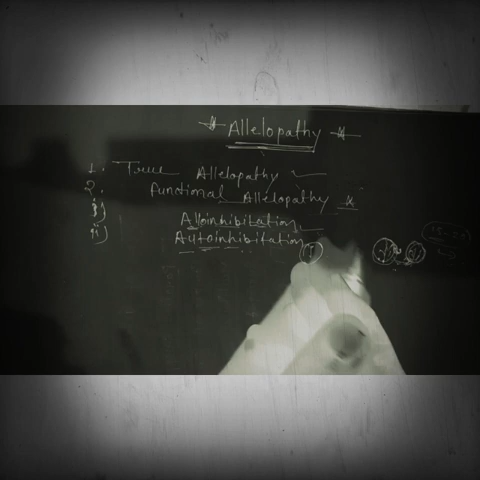 * Allelopathy *
1. True Allelopathy ✓
2. functional Allelopathy *
i) Alloinhibitation
ii) Autoinhibitation